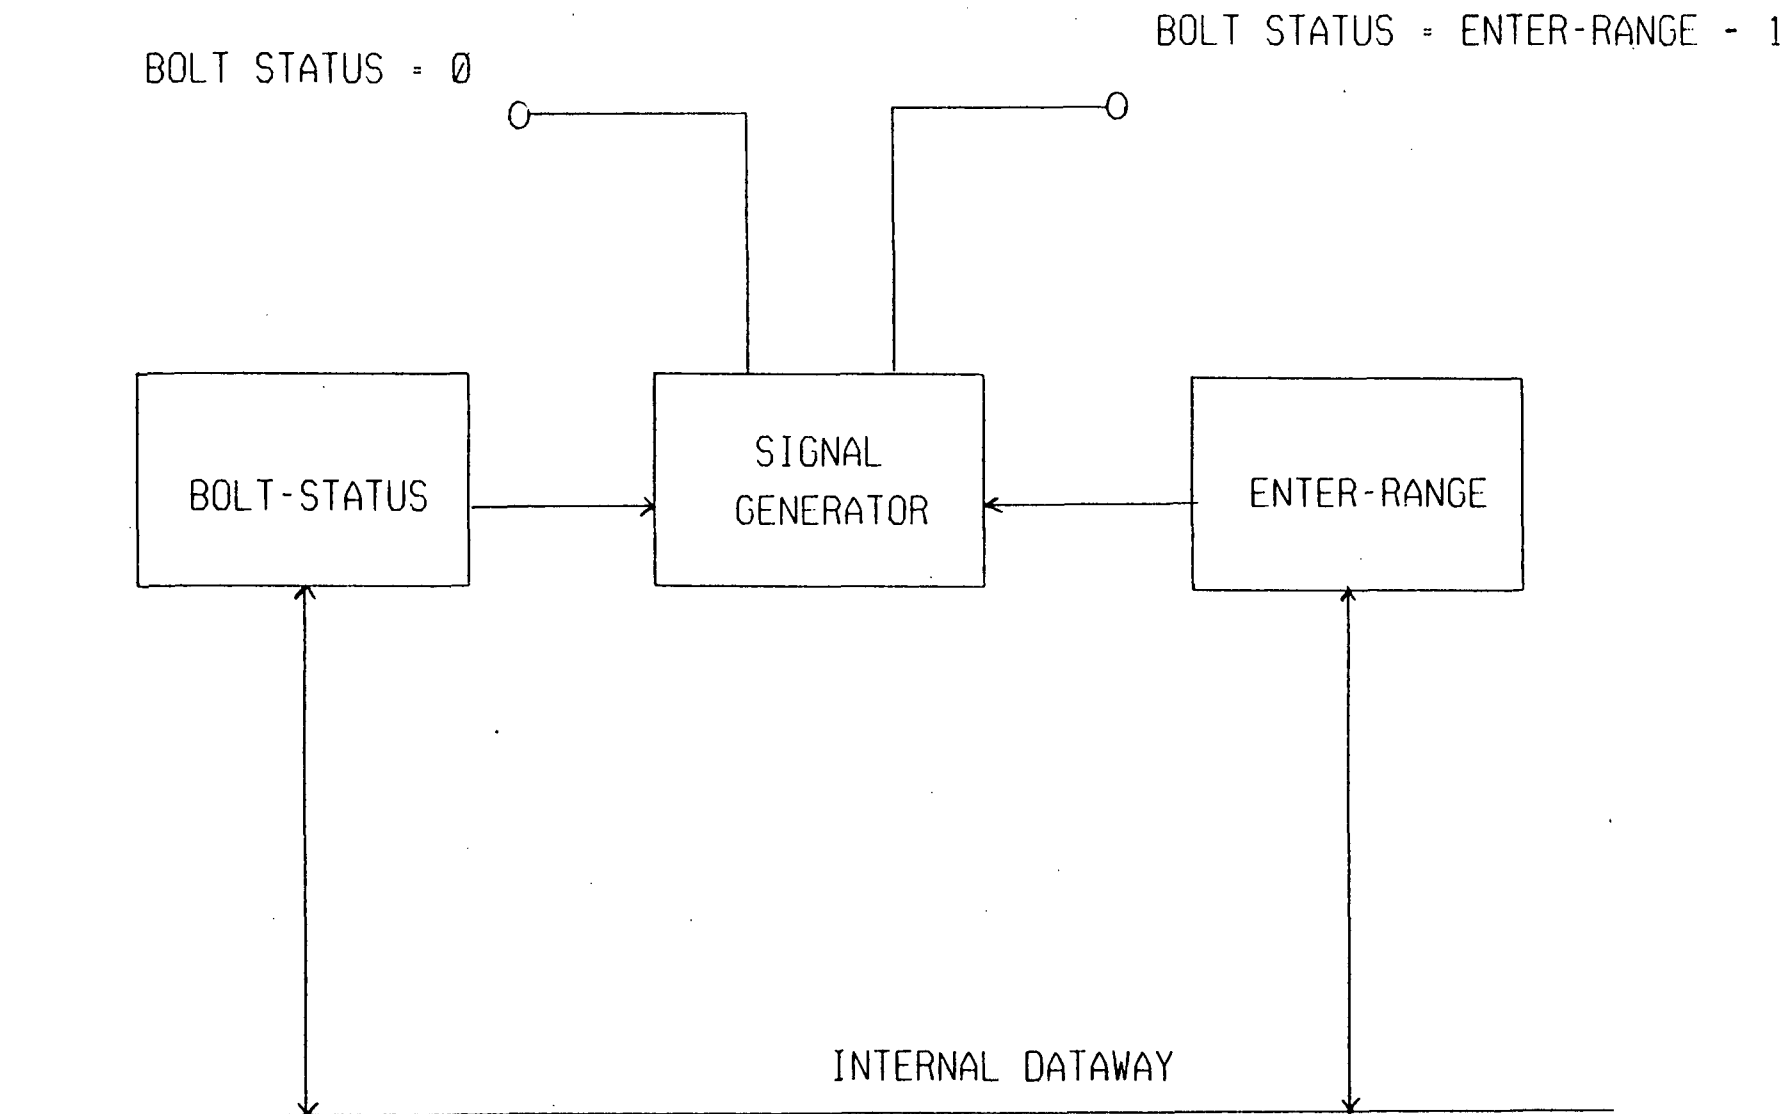 BOLT STATUS = ENTER-RANGE - 1
BOLT STATUS = Ø
SIGNAL
GENERATOR
BOLT-STATUS
ENTER-RANGE
INTERNAL DATAWAY